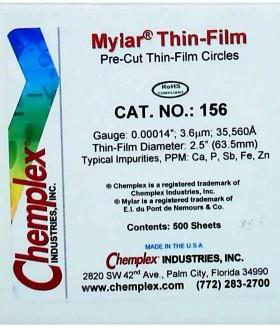 Mylar® Thin-Film
Pre-Cut Thin-Film Circles
RoHS
COMPLIANT
CAT. NO.: 156
Gauge: 0.00014"; 3.6µm; 35,560Å
Thin-Film Diameter: 2.5" (63.5mm)
Typical Impurities, PPM: Ca, P, Sb, Fe, Zn
® Chemplex is a registered trademark of
Chemplex Industries, Inc.
® Mylar is a registered trademark of
E.I. du Pont de Nemours & Co.
Contents: 500 Sheets
MADE IN THE U.S.A.
Chemplex® INDUSTRIES, INC.
2820 SW 42nd Ave., Palm City, Florida 34990
www.chemplex.com (772) 283-2700
Chemplex®
INDUSTRIES, INC.